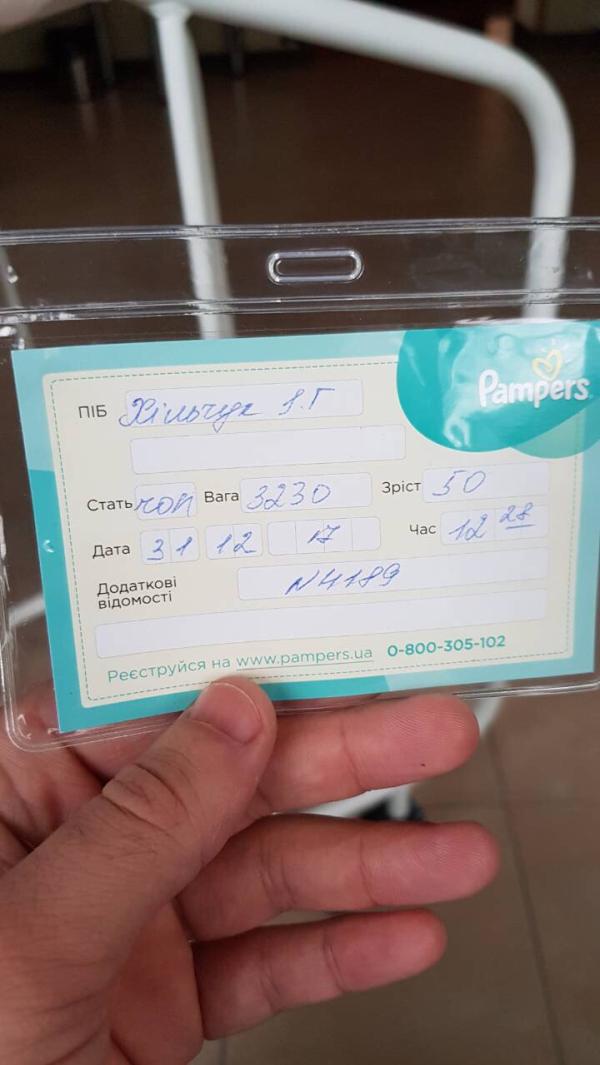 Pampers
ПІБ Хільчук І.Г
Стать чол Вага 3230 Зріст 50
Дата 31 12 17 Час 12 28
Додаткові відомості N4189
Реєструйся на www.pampers.ua 0-800-305-102